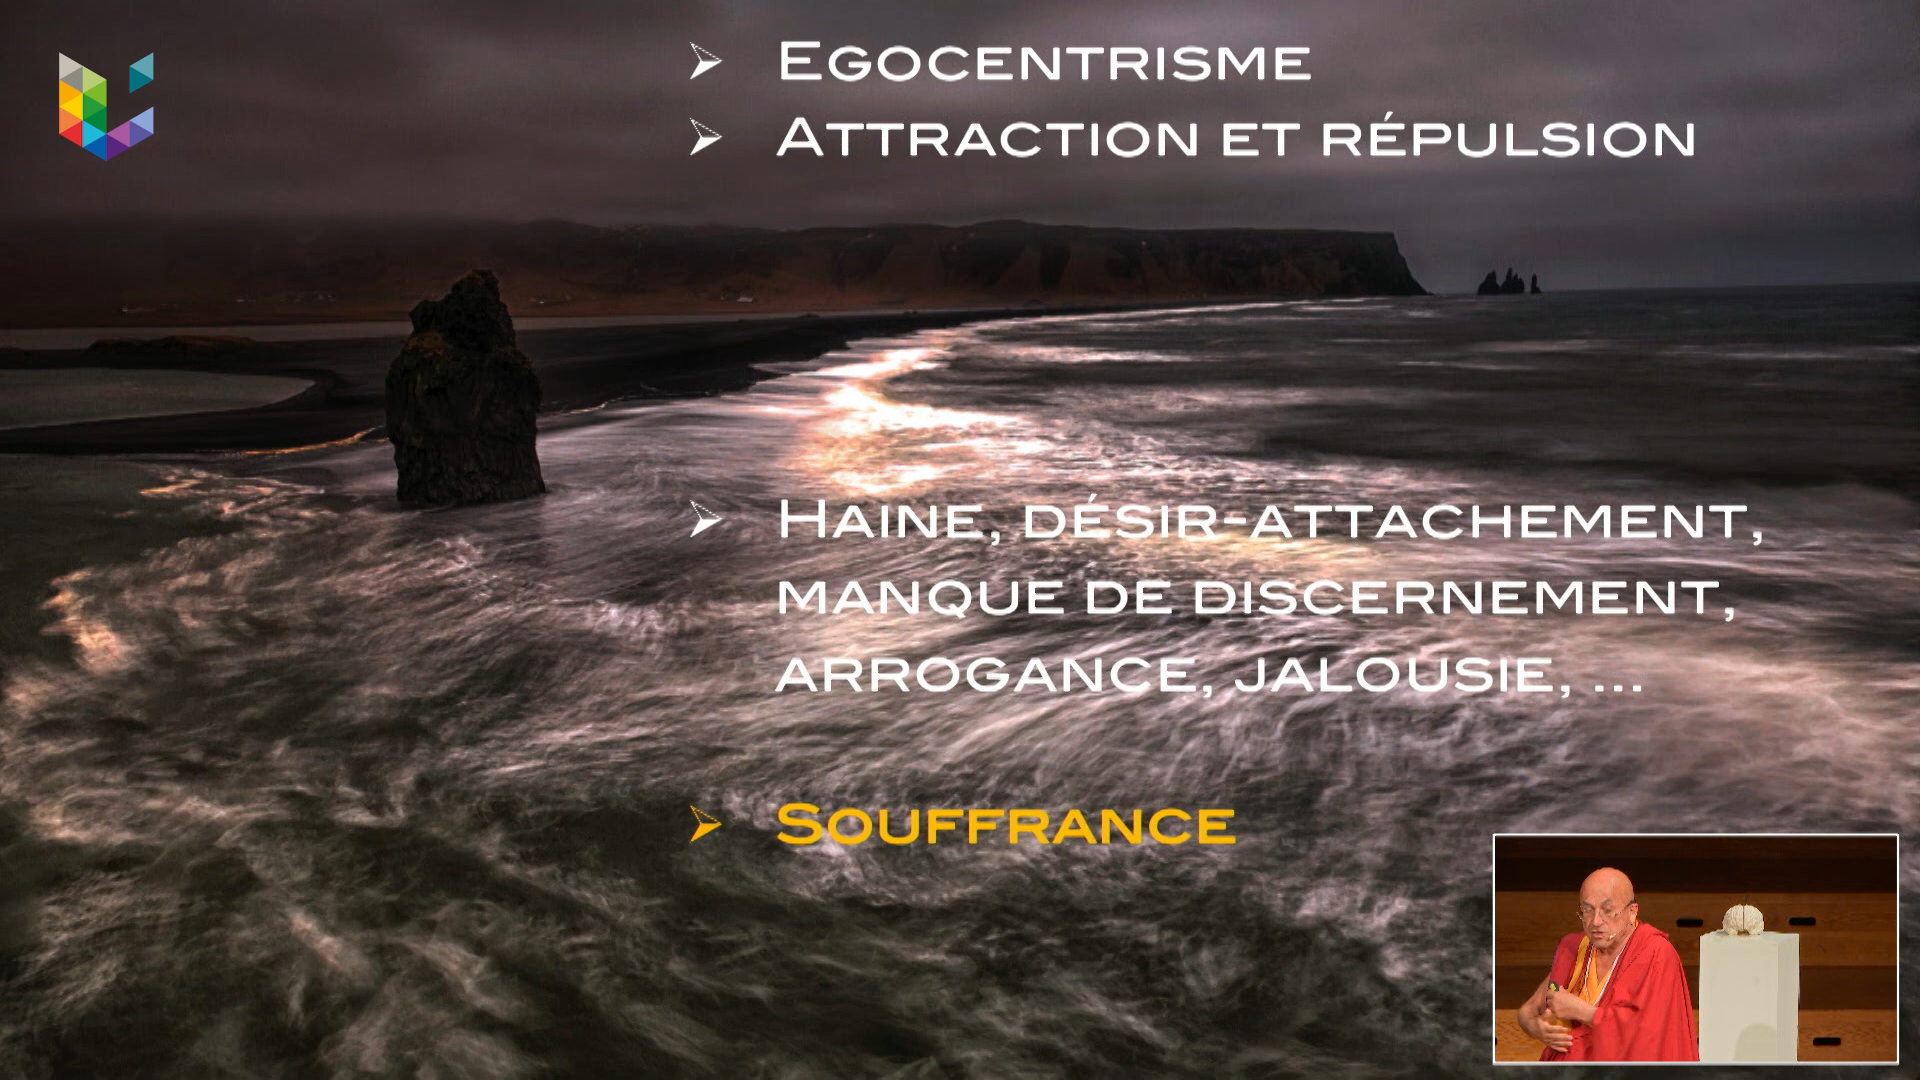 Egocentrisme
Attraction et répulsion
Haine, désir-attachement,
manque de discernement,
arrogance, jalousie, ...
Souffrance